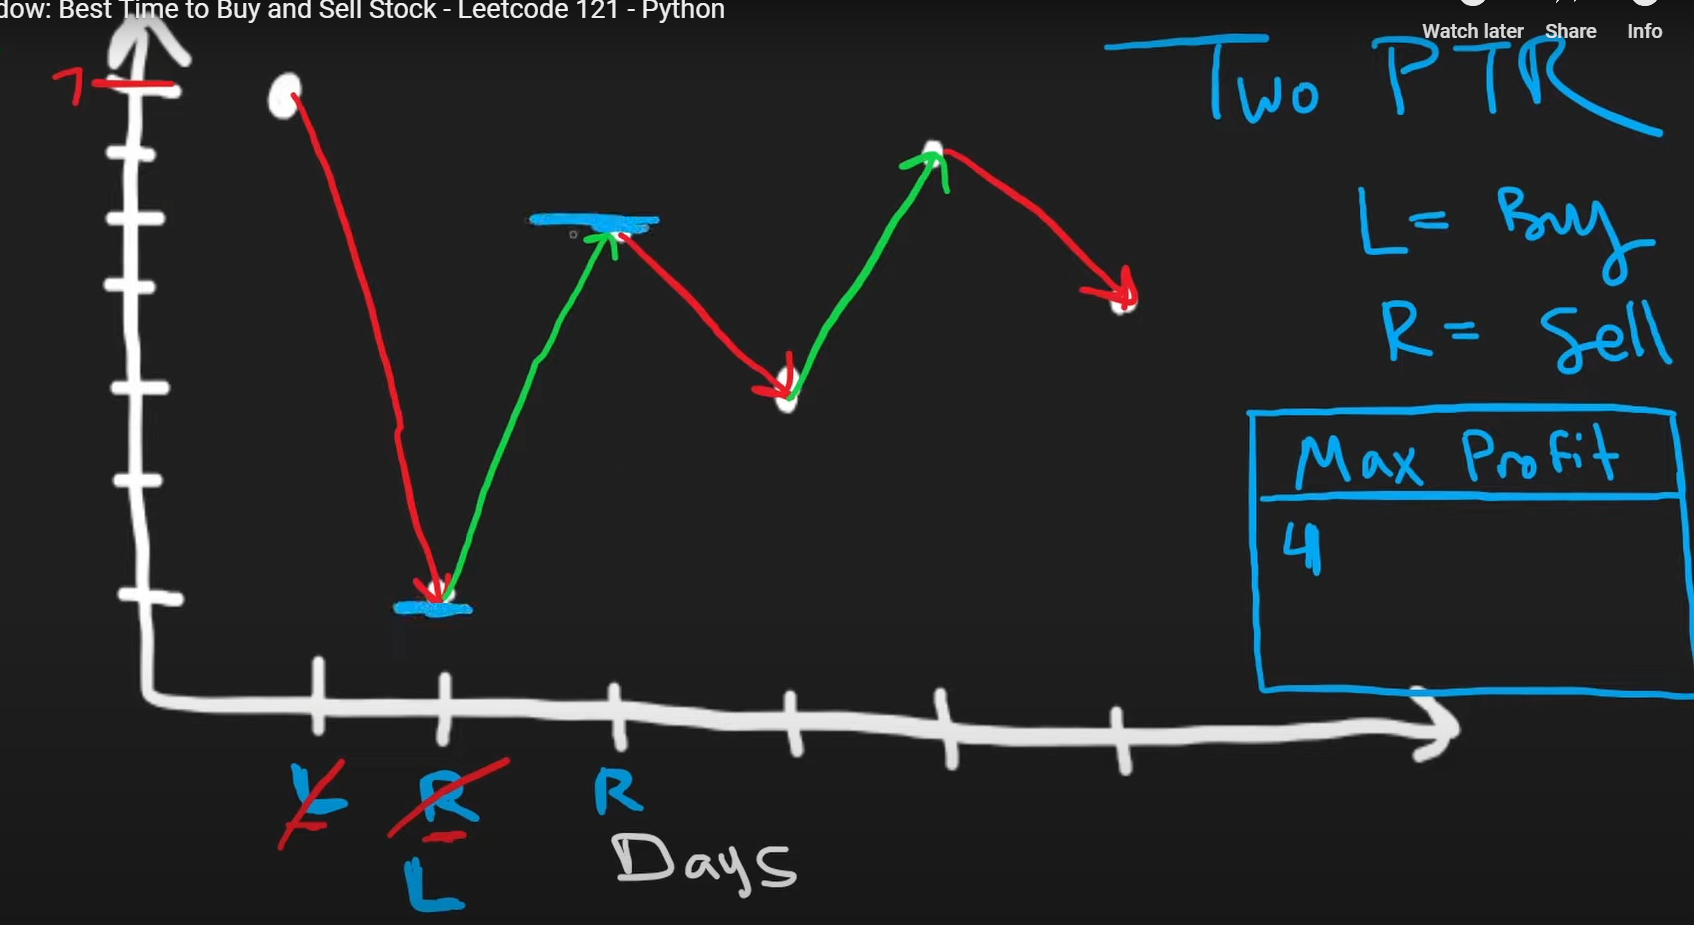 dow: Best Time to Buy and Sell Stock - Leetcode 121 - Python
Watch later Share Info
7
Two PTR
L = Buy
R = Sell
Max Profit
4
L R R
L
Days